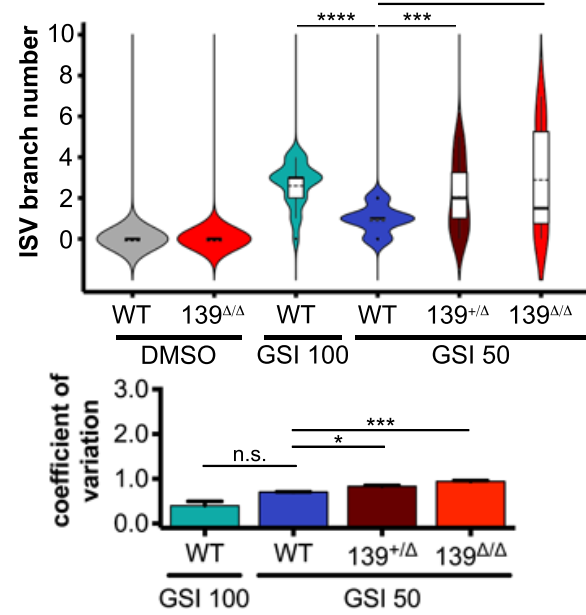 **** ***
ISV branch number
10
8
6
4
2
0
WT 139Δ/Δ WT WT 139+/Δ 139Δ/Δ
DMSO GSI 100 GSI 50
coefficient of
variation
3.0
2.0
1.0
0.0
***
*
n.s.
WT WT 139+/Δ 139Δ/Δ
GSI 100 GSI 50